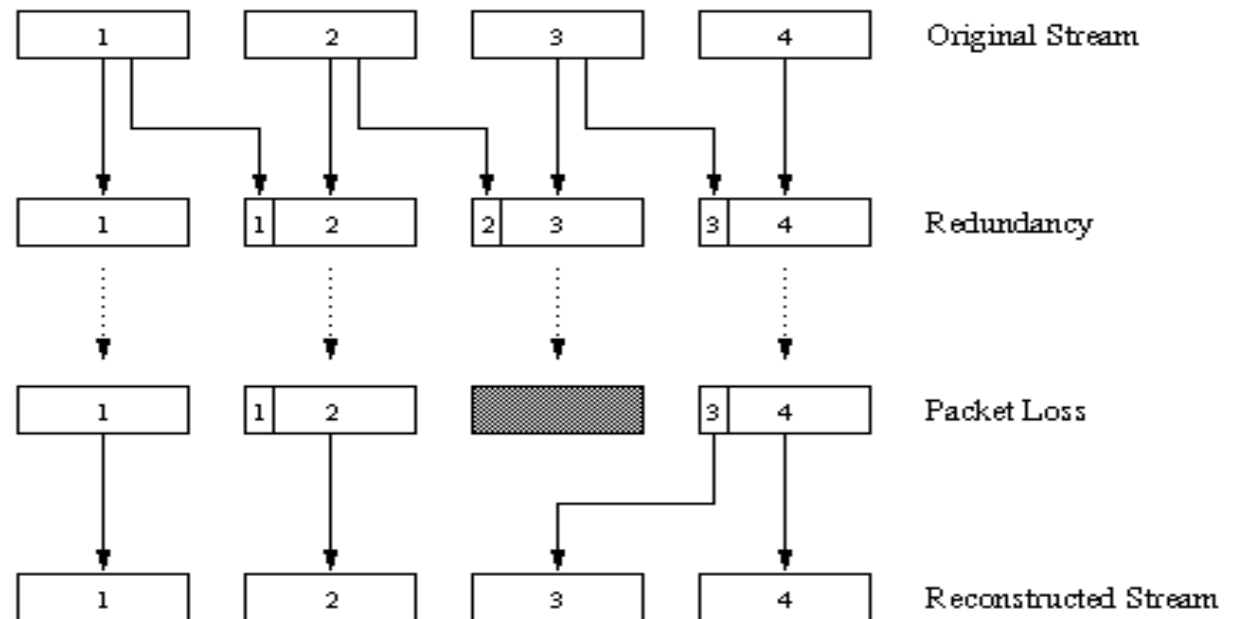 1 2 3 4 Original Stream
1 1 2 2 3 3 4 Redundancy
1 1 2 3 4 Packet Loss
1 2 3 4 Reconstructed Stream